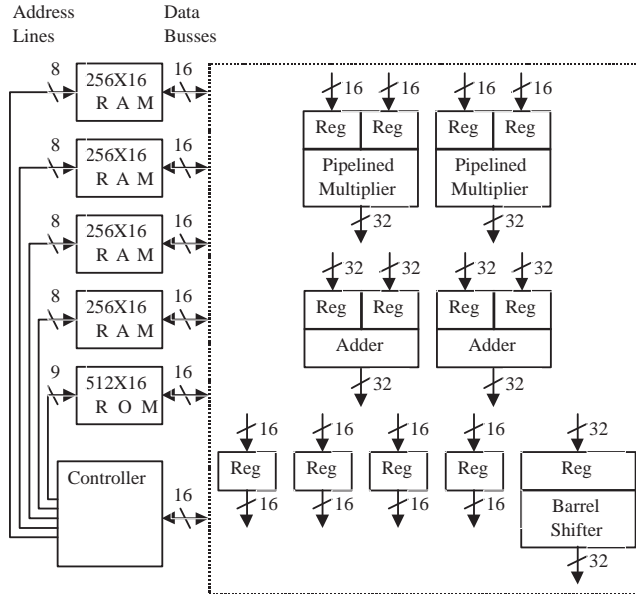 Address Data
Lines Busses
8 256X16 16
R A M
16 16 16 16
Reg Reg Reg Reg
8 256X16 16
R A M
Pipelined Pipelined
Multiplier Multiplier
32 32
8 256X16 16
R A M
32 32 32 32
8 256X16 16
R A M
Reg Reg Reg Reg
Adder Adder
9 512X16 16
R O M
32 32
16 16 16 16 32
Controller
Reg Reg Reg Reg Reg
16
16 16 16 16
Barrel
Shifter
32